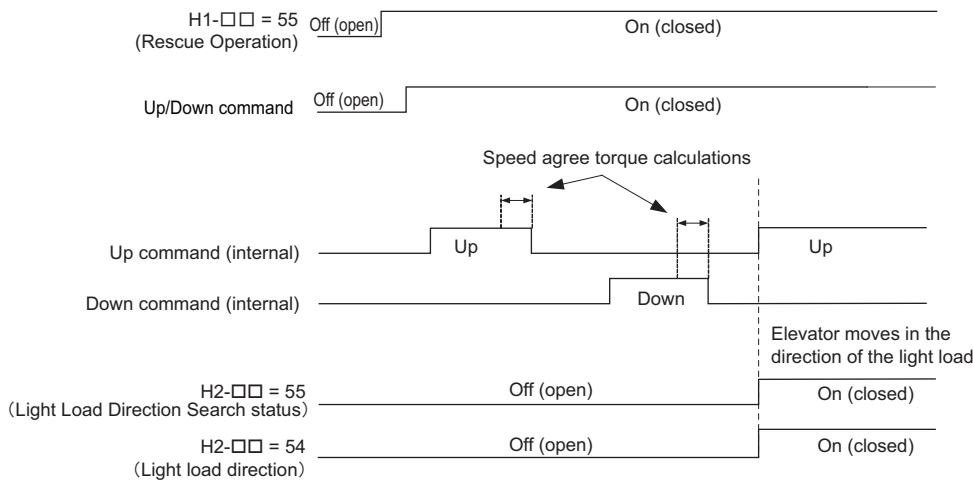 H1-□□ = 55
(Rescue Operation)
Off (open)
On (closed)
Up/Down command
Off (open)
On (closed)
Speed agree torque calculations
Up command (internal)
Up
Up
Down command (internal)
Down
Elevator moves in the
direction of the light load
H2-□□ = 55
（Light Load Direction Search status）
Off (open)
On (closed)
H2-□□ = 54
（Light load direction）
Off (open)
On (closed)